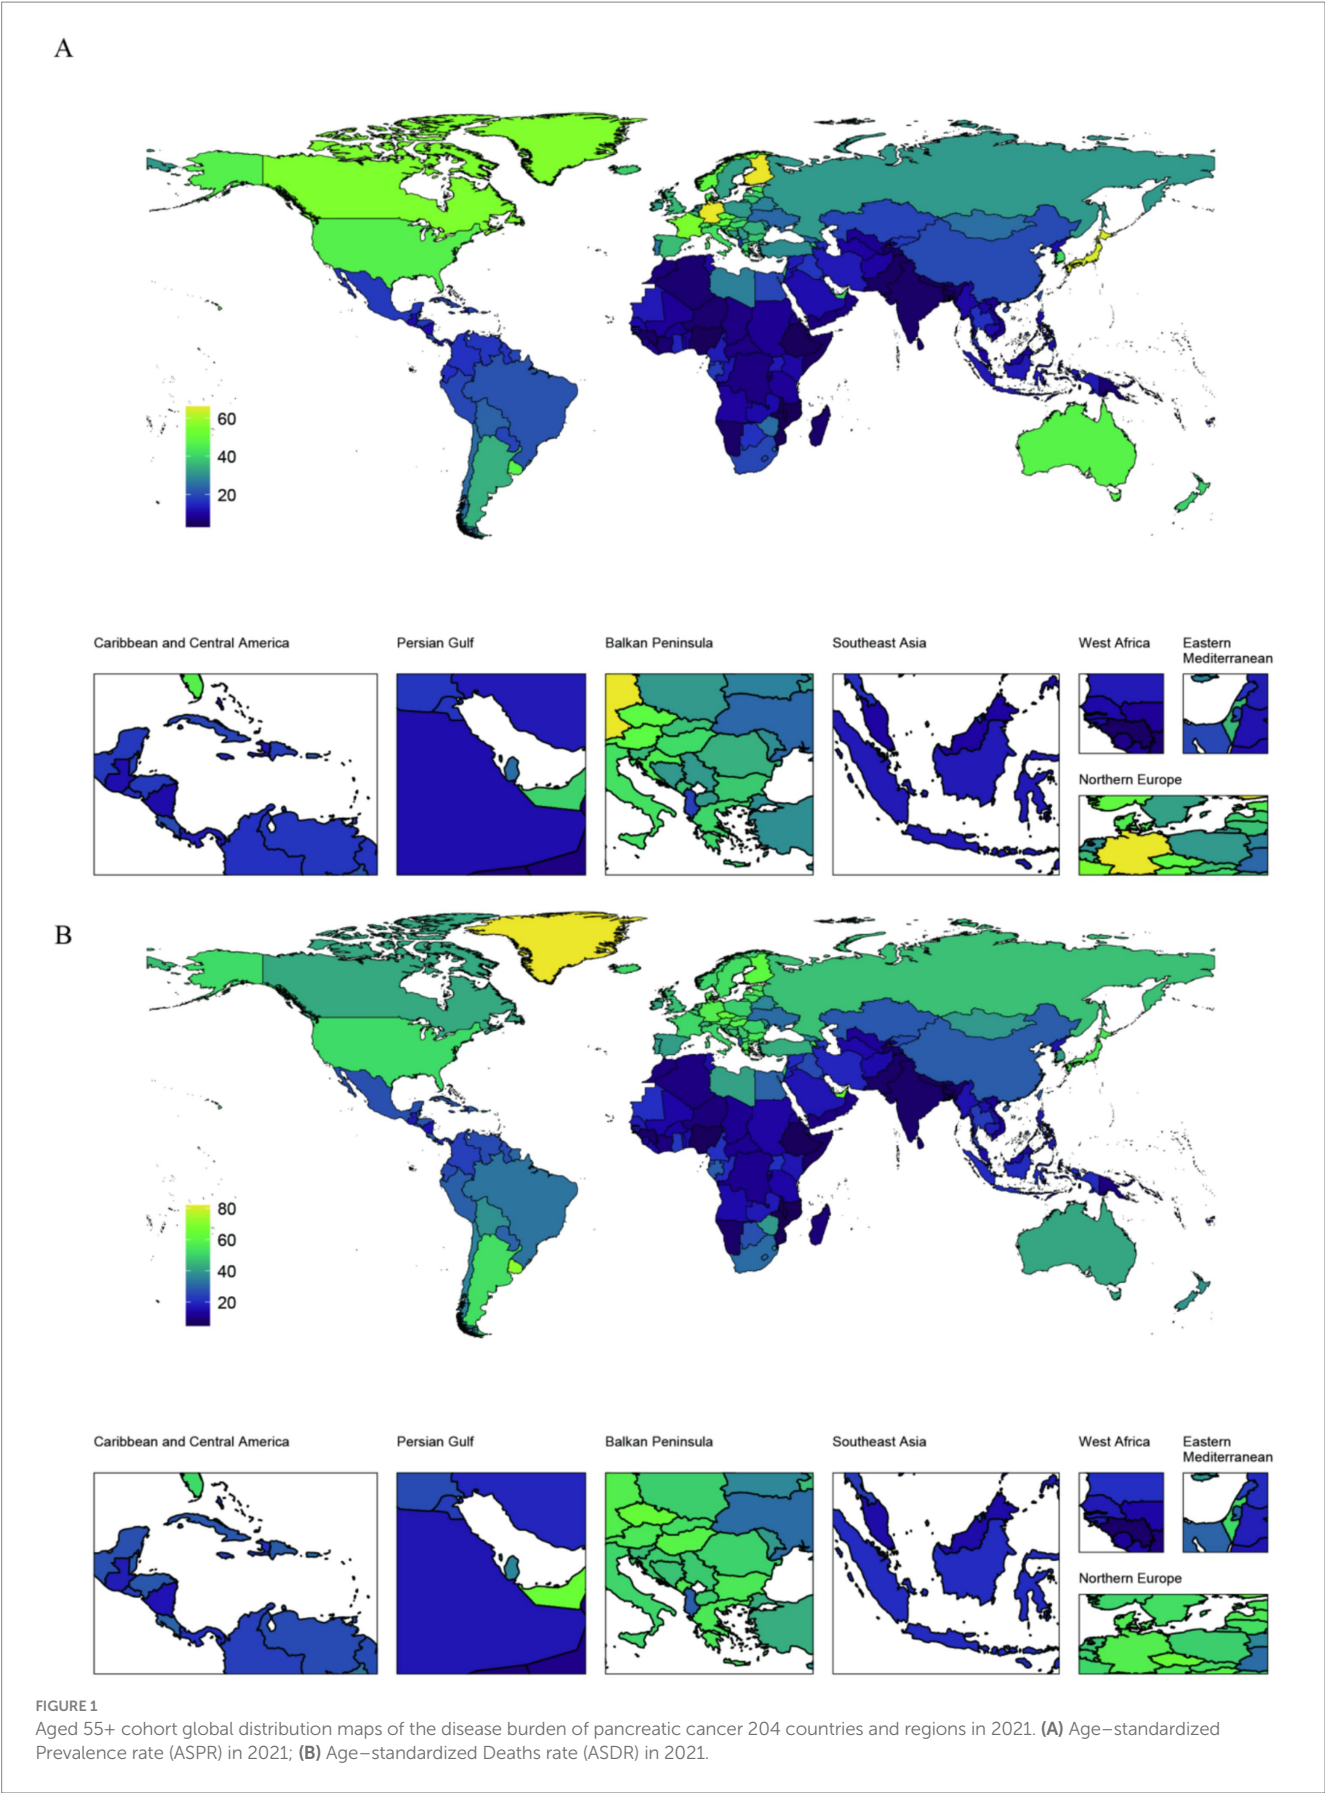 A
60
40
20
Caribbean and Central America
Persian Gulf
Balkan Peninsula
Southeast Asia
West Africa
Eastern
Mediterranean
Northern Europe
B
80
60
40
20
Caribbean and Central America
Persian Gulf
Balkan Peninsula
Southeast Asia
West Africa
Eastern
Mediterranean
Northern Europe
FIGURE 1
Aged 55+ cohort global distribution maps of the disease burden of pancreatic cancer 204 countries and regions in 2021. (A) Age–standardized
Prevalence rate (ASPR) in 2021; (B) Age–standardized Deaths rate (ASDR) in 2021.